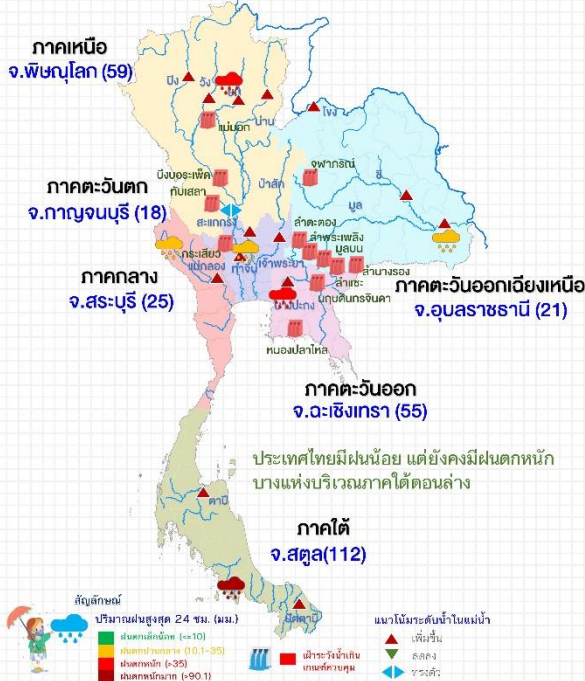 ภาคเหนือ
จ.พิษณุโลก (59)
ปิง
วัง
ยม
น่าน
โขง
แม่มอก
จุฬาภรณ์
บึงบอระเพ็ด
ทับเสลา
ป่าสัก
ชี
มูล
ภาคตะวันตก
จ.กาญจนบุรี (18)
สะแกกรัง
ลำตะคอง
ลำพระเพลิง
มูลบน
กระเสียว
แม่กลอง
ท่าจีน
เจ้าพระยา
ลำนางรอง
ลำแชะ
ภาคกลาง
จ.สระบุรี (25)
ภาคตะวันออกเฉียงเหนือ
จ.อุบลราชธานี (21)
บางปะกง
นฤบดินทรจินดา
หนองปลาไหล
ภาคตะวันออก
จ.ฉะเชิงเทรา (55)
ประเทศไทยมีฝนน้อย แต่ยังคงมีฝนตกหนัก
บางแห่งบริเวณภาคใต้ตอนล่าง
ตาปี
ภาคใต้
จ.สตูล(112)
ปัตตานี
สัญลักษณ์
ปริมาณฝนสูงสุด 24 ชม. (มม.)
ฝนตกเล็กน้อย (<=10)
ฝนตกปานกลาง (10.1-35)
ฝนตกหนัก (>35)
ฝนตกหนักมาก (>90.1)
เฝ้าระวังน้ำเกิน
เกณฑ์ควบคุม
แนวโน้มระดับน้ำในแม่น้ำ
เพิ่มขึ้น
ลดลง
ทรงตัว